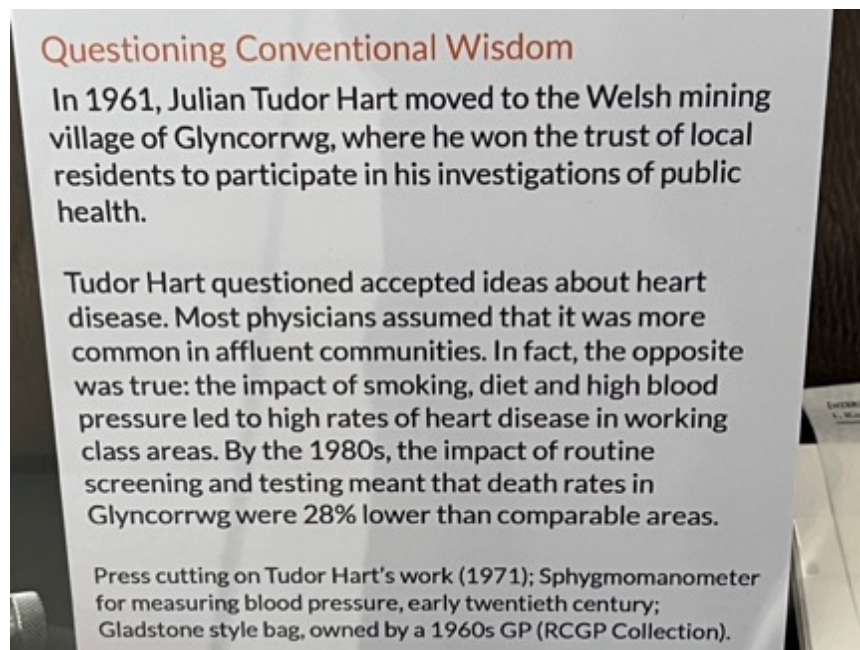 Questioning Conventional Wisdom
In 1961, Julian Tudor Hart moved to the Welsh mining
village of Glyncorrwg, where he won the trust of local
residents to participate in his investigations of public
health.
Tudor Hart questioned accepted ideas about heart
disease. Most physicians assumed that it was more
common in affluent communities. In fact, the opposite
was true: the impact of smoking, diet and high blood
pressure led to high rates of heart disease in working
class areas. By the 1980s, the impact of routine
screening and testing meant that death rates in
Glyncorrwg were 28% lower than comparable areas.
Press cutting on Tudor Hart's work (1971); Sphygmomanometer
for measuring blood pressure, early twentieth century;
Gladstone style bag, owned by a 1960s GP (RCGP Collection).